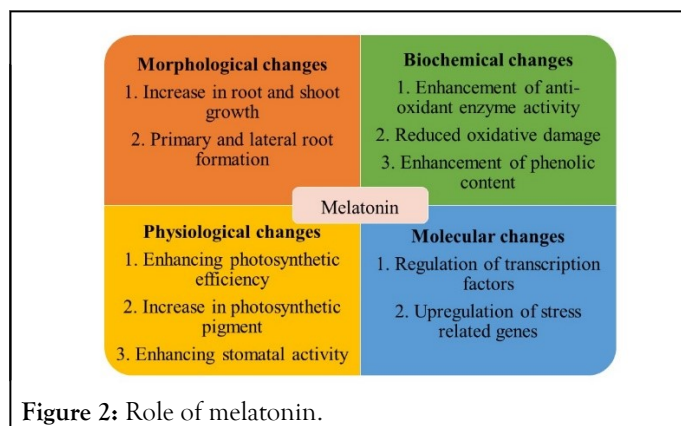 Morphological changes
1. Increase in root and shoot
growth
2. Primary and lateral root
formation
Biochemical changes
1. Enhancement of anti-
oxidant enzyme activity
2. Reduced oxidative damage
3. Enhancement of phenolic
content
Melatonin
Physiological changes
1. Enhancing photosynthetic
efficiency
2. Increase in photosynthetic
pigment
3. Enhancing stomatal activity
Molecular changes
1. Regulation of transcription
factors
2. Upregulation of stress
related genes
Figure 2: Role of melatonin.